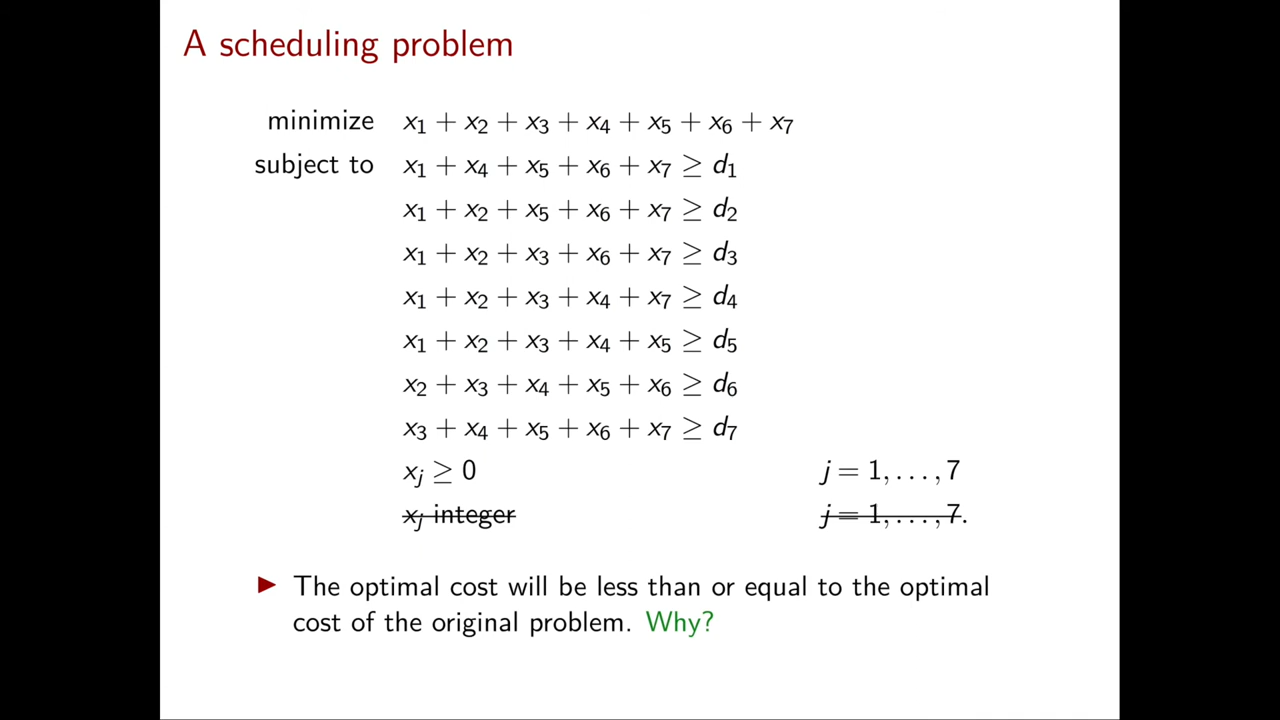 A scheduling problem
minimize x₁ + x₂ + x₃ + x₄ + x₅ + x₆ + x₇
subject to x₁ + x₄ + x₅ + x₆ + x₇ ≥ d₁
x₁ + x₂ + x₅ + x₆ + x₇ ≥ d₂
x₁ + x₂ + x₃ + x₆ + x₇ ≥ d₃
x₁ + x₂ + x₃ + x₄ + x₇ ≥ d₄
x₁ + x₂ + x₃ + x₄ + x₅ ≥ d₅
x₂ + x₃ + x₄ + x₅ + x₆ ≥ d₆
x₃ + x₄ + x₅ + x₆ + x₇ ≥ d₇
xⱼ ≥ 0 j = 1, . . . , 7
xⱼ integer j = 1, . . . , 7.
▶ The optimal cost will be less than or equal to the optimal
cost of the original problem. Why?